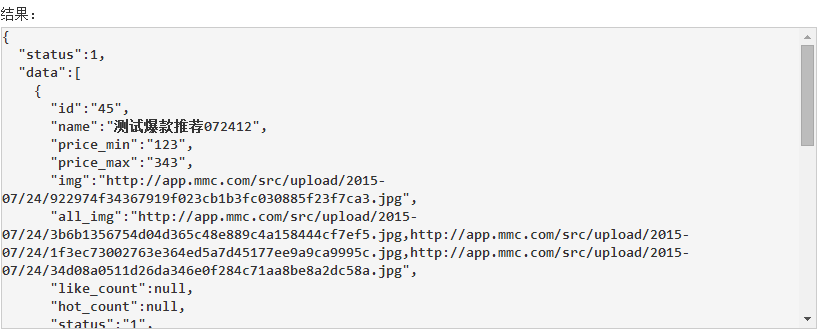 结果：
{
"status":1,
"data":[
{
"id":"45",
"name":"测试爆款推荐072412",
"price_min":"123",
"price_max":"343",
"img":"http://app.mmc.com/src/upload/2015-
07/24/922974f34367919f023cb1b3fc030885f23f7ca3.jpg",
"all_img":"http://app.mmc.com/src/upload/2015-
07/24/3b6b1356754d04d365c48e889c4a158444cf7ef5.jpg,http://app.mmc.com/src/upload/2015-
07/24/1f3ec73002763e364ed5a7d45177ee9a9ca9995c.jpg,http://app.mmc.com/src/upload/2015-
07/24/34d08a0511d26da346e0f284c71aa8be8a2dc58a.jpg",
"like_count":null,
"hot_count":null,
"status":"1",